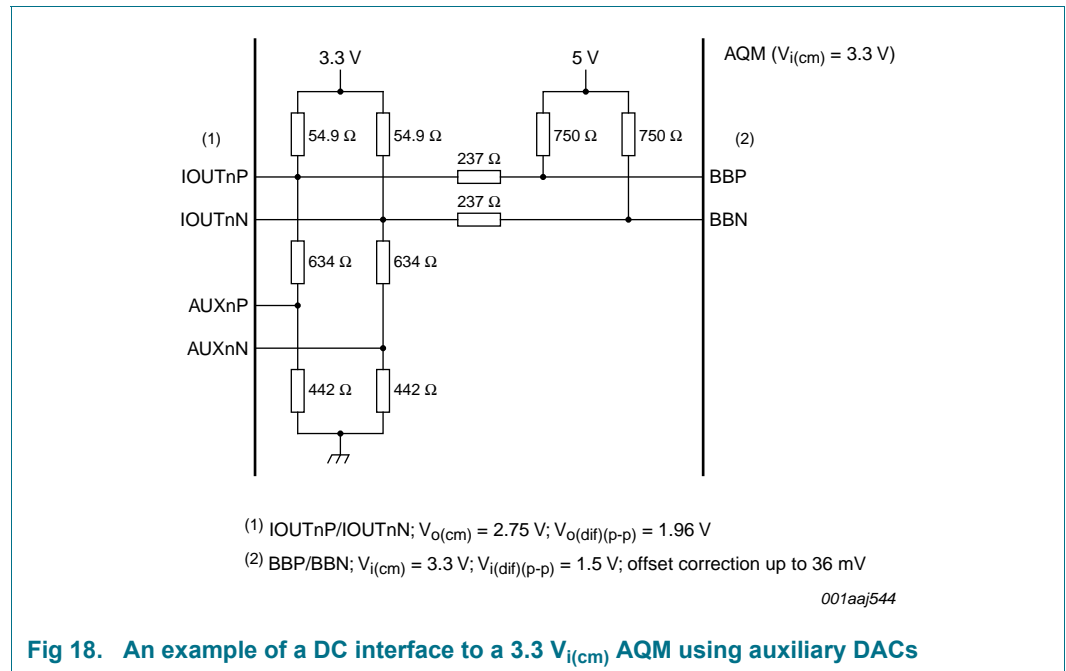 3.3 V
5 V
AQM (Vi(cm) = 3.3 V)
54.9 Ω
54.9 Ω
750 Ω
750 Ω
(1)
(2)
237 Ω
IOUTnP
BBP
237 Ω
IOUTnN
BBN
634 Ω
634 Ω
AUXnP
AUXnN
442 Ω
442 Ω
(1) IOUTnP/IOUTnN; Vo(cm) = 2.75 V; Vo(dif)(p-p) = 1.96 V
(2) BBP/BBN; Vi(cm) = 3.3 V; Vi(dif)(p-p) = 1.5 V; offset correction up to 36 mV
001aaj544
Fig 18. An example of a DC interface to a 3.3 Vi(cm) AQM using auxiliary DACs